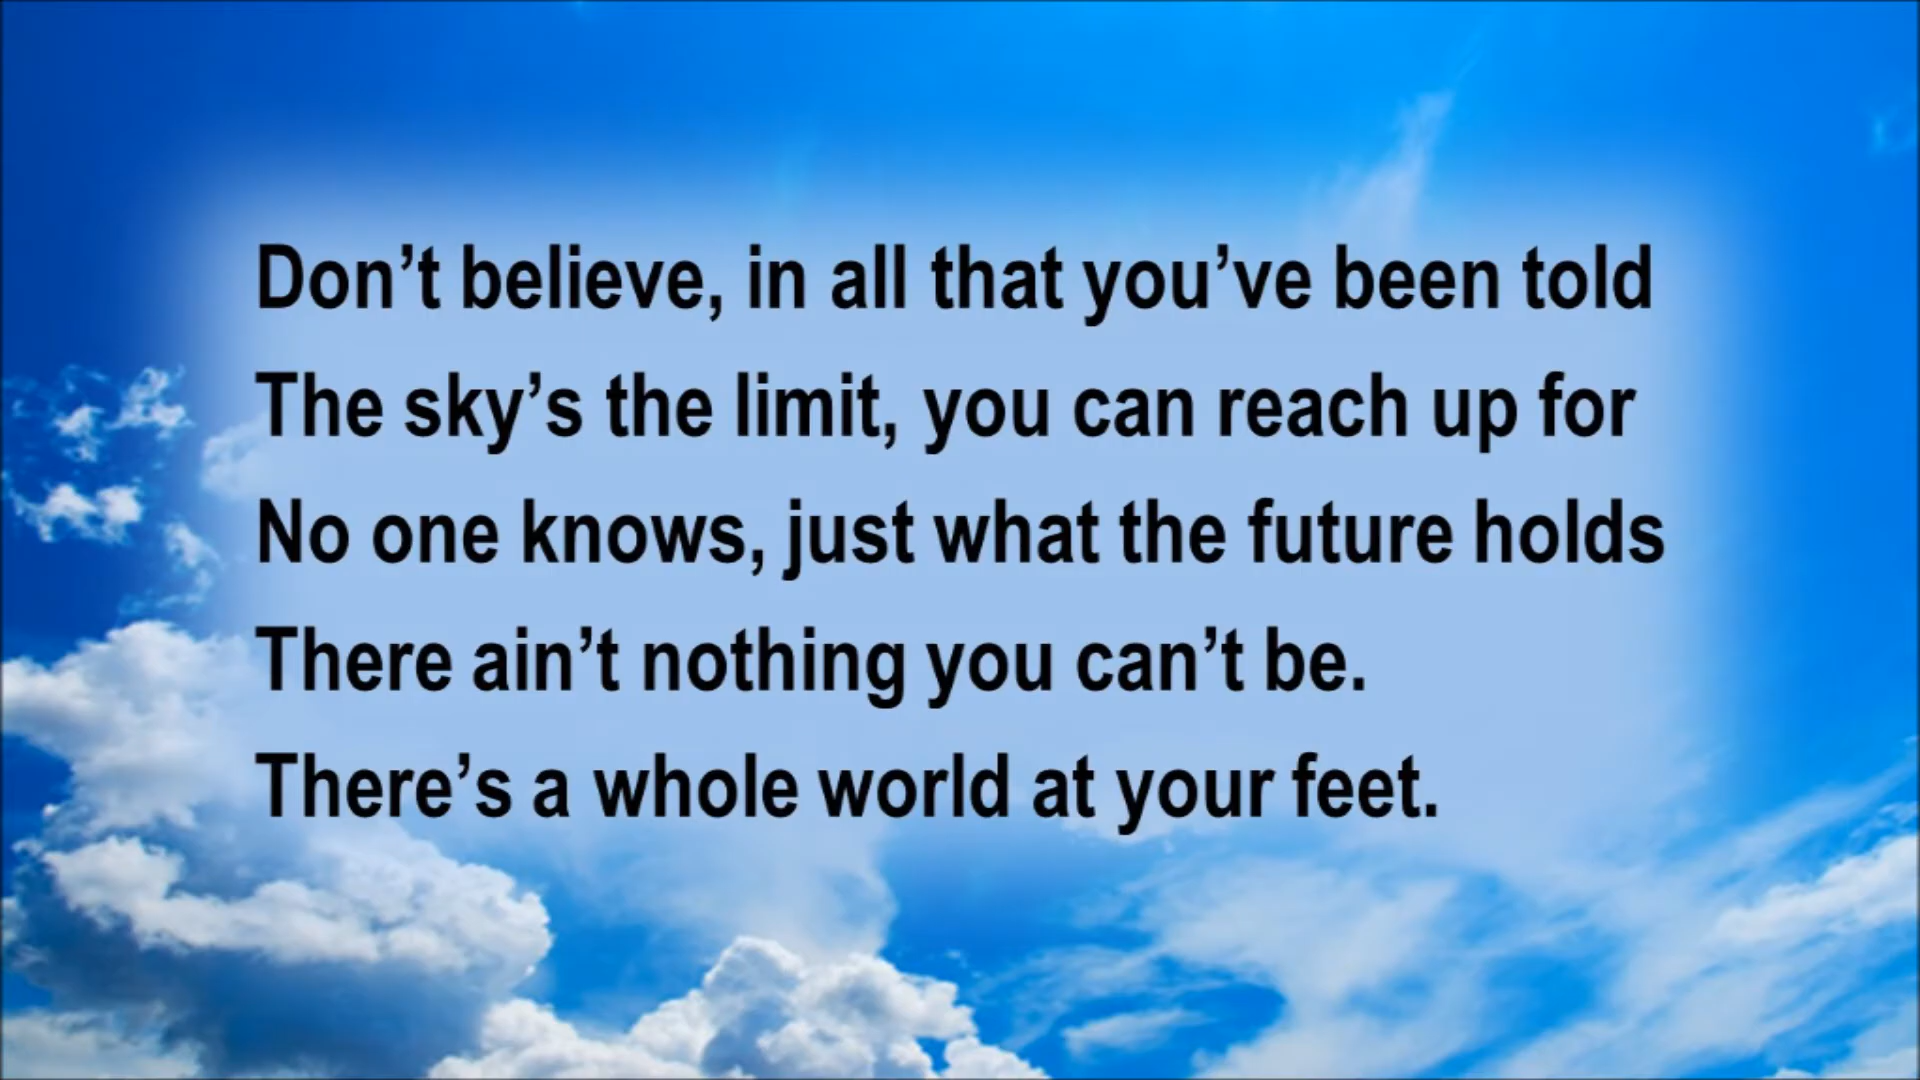 Don’t believe, in all that you’ve been told
The sky’s the limit, you can reach up for
No one knows, just what the future holds
There ain’t nothing you can’t be.
There’s a whole world at your feet.